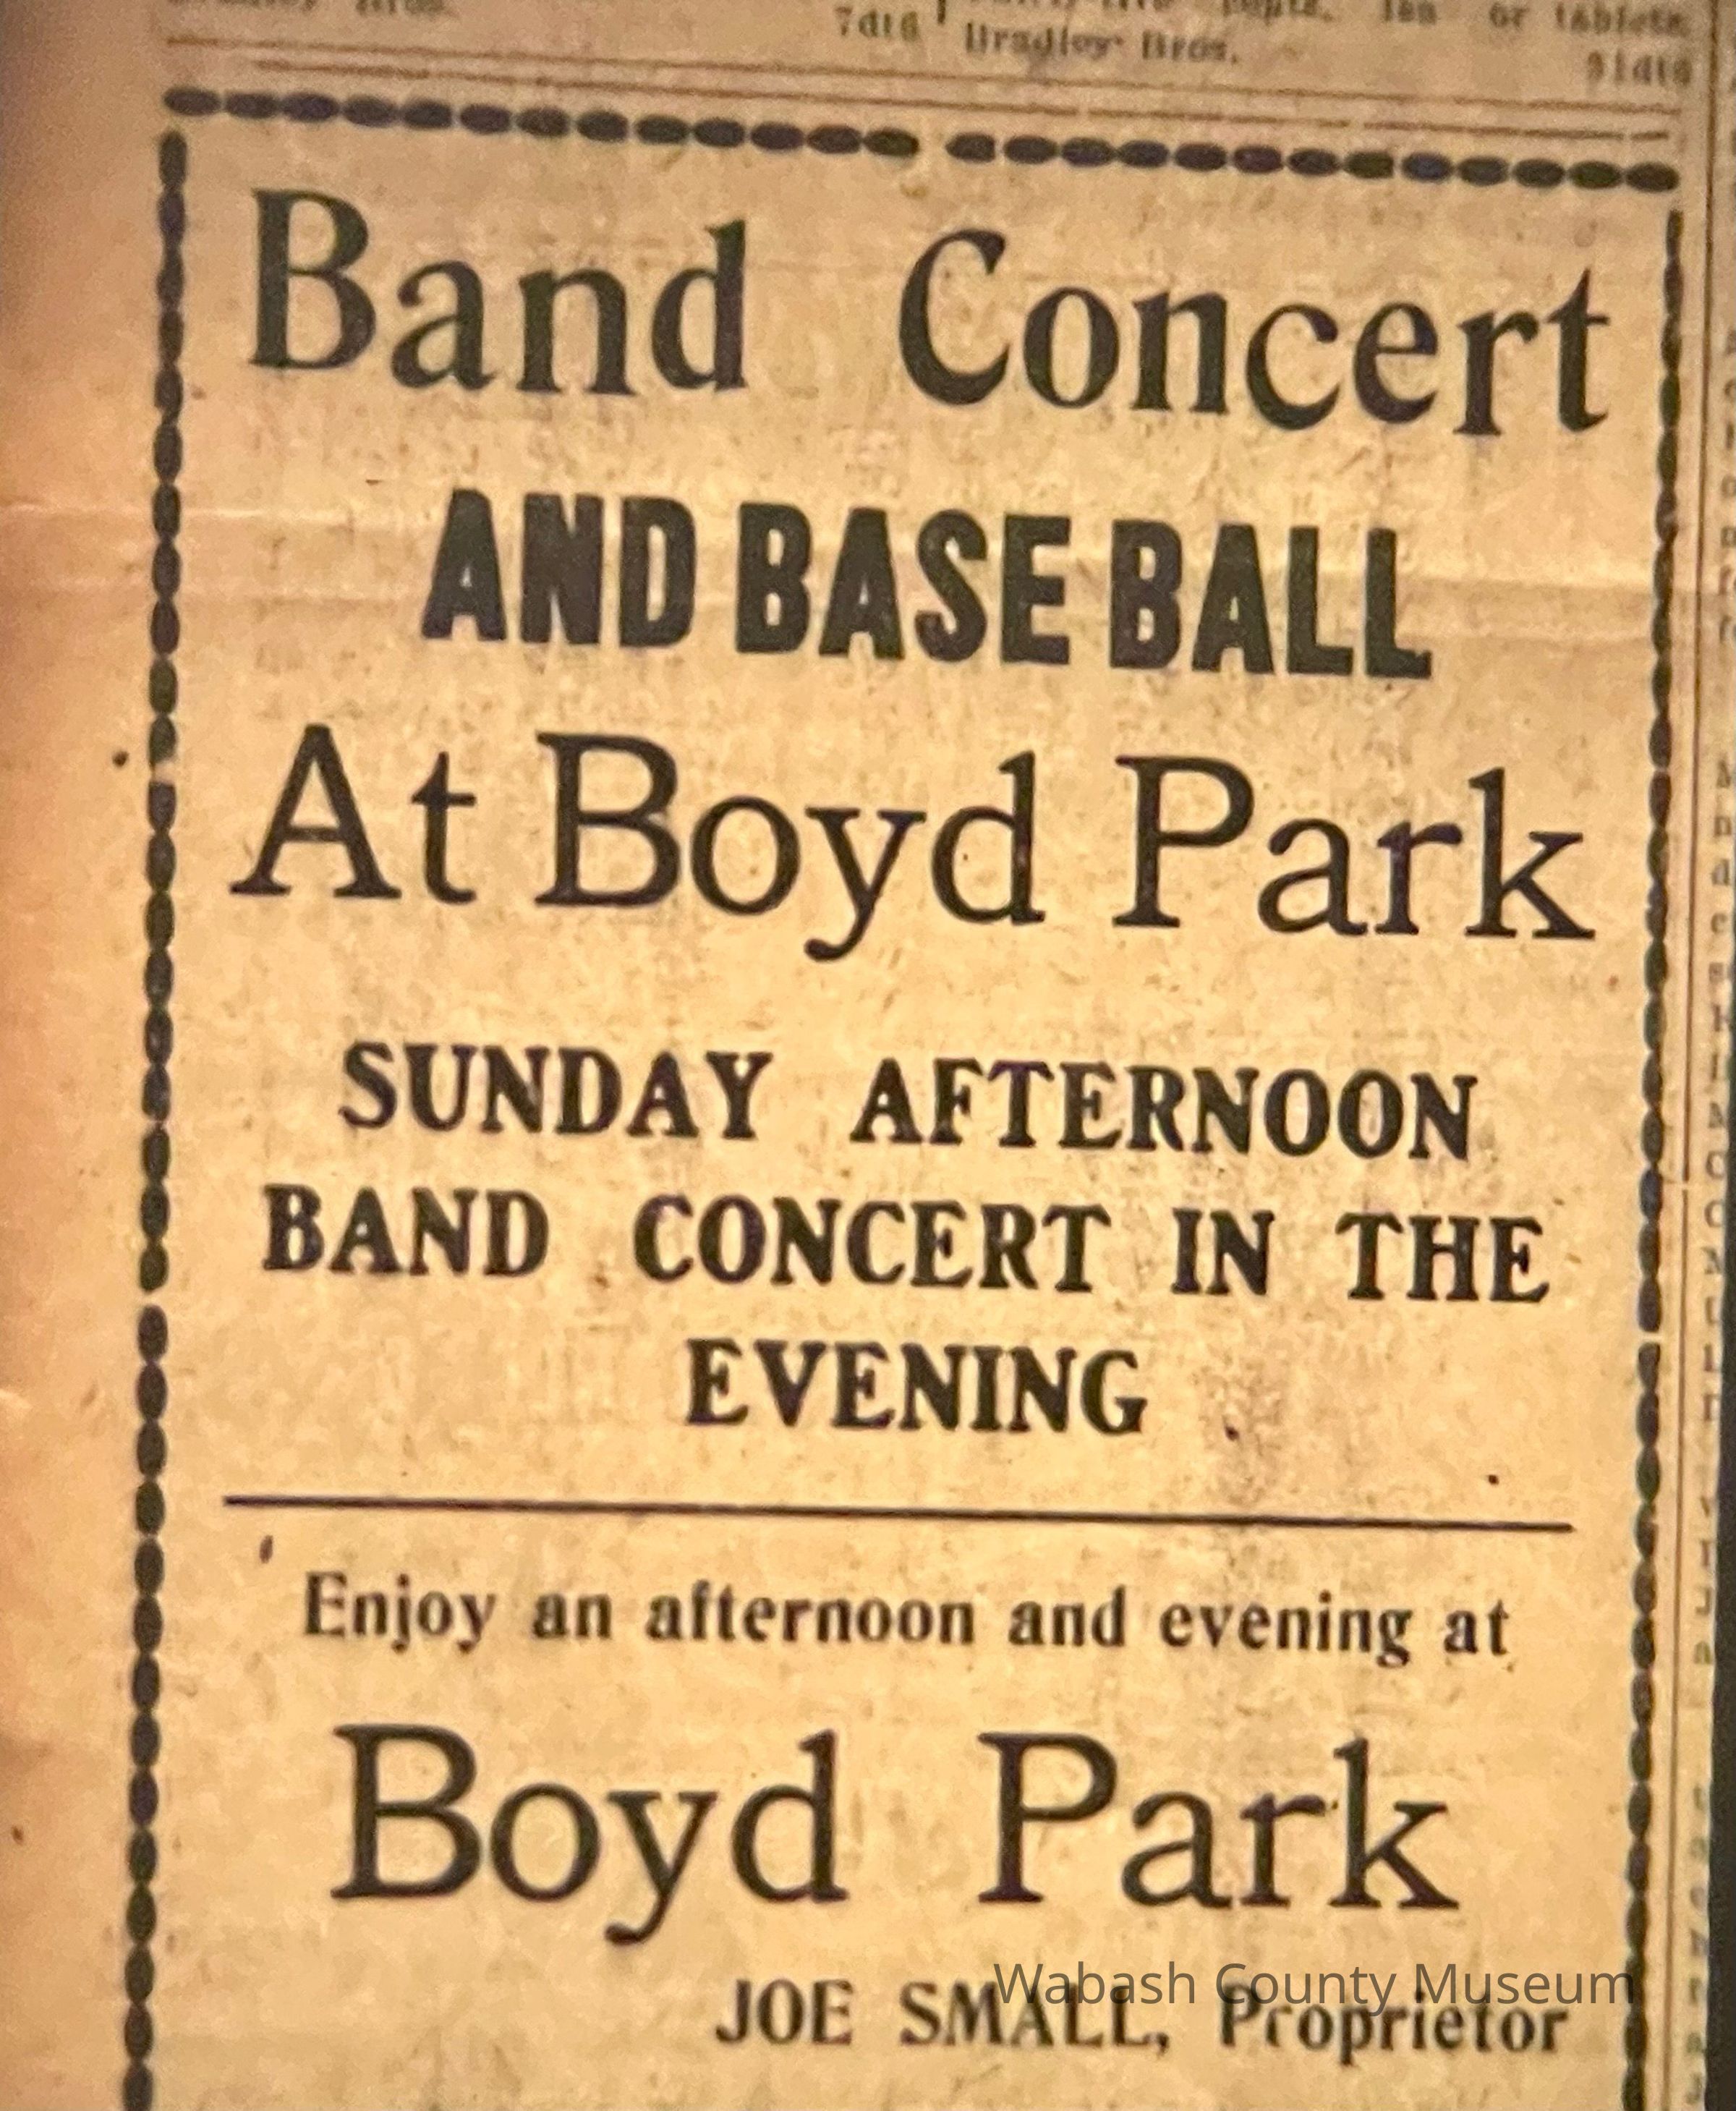 7dt6
Bradley Bros.
Band Concert
AND BASE BALL
At Boyd Park
SUNDAY AFTERNOON
BAND CONCERT IN THE
EVENING
Enjoy an afternoon and evening at
Boyd Park
JOE SMALL, Proprietor
Wabash County Museum